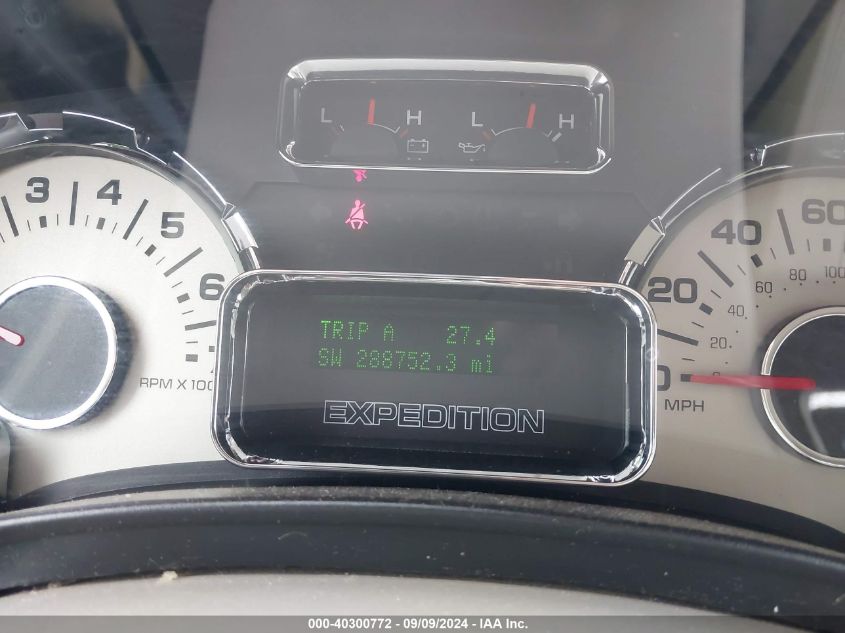 L H
L H
3 4 5 6
RPM X 100
20 40 60
20 40 60 80 100
0
MPH
TRIP A 27.4
SW 288752.3 mi
EXPEDITION
000-40300772 - 09/09/2024 - IAA Inc.